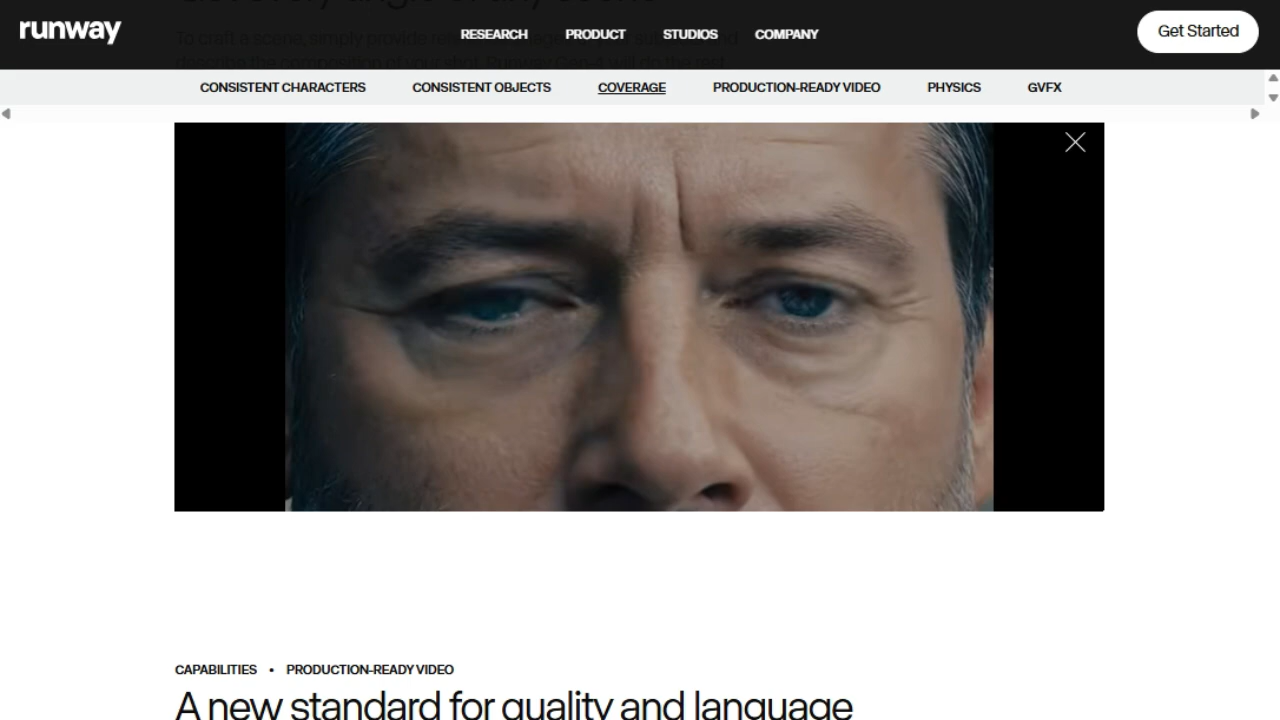 runway
RESEARCH PRODUCT STUDIOS COMPANY
Get Started
CONSISTENT CHARACTERS CONSISTENT OBJECTS COVERAGE PRODUCTION-READY VIDEO PHYSICS GVFX
CAPABILITIES • PRODUCTION-READY VIDEO
A new standard for quality and language